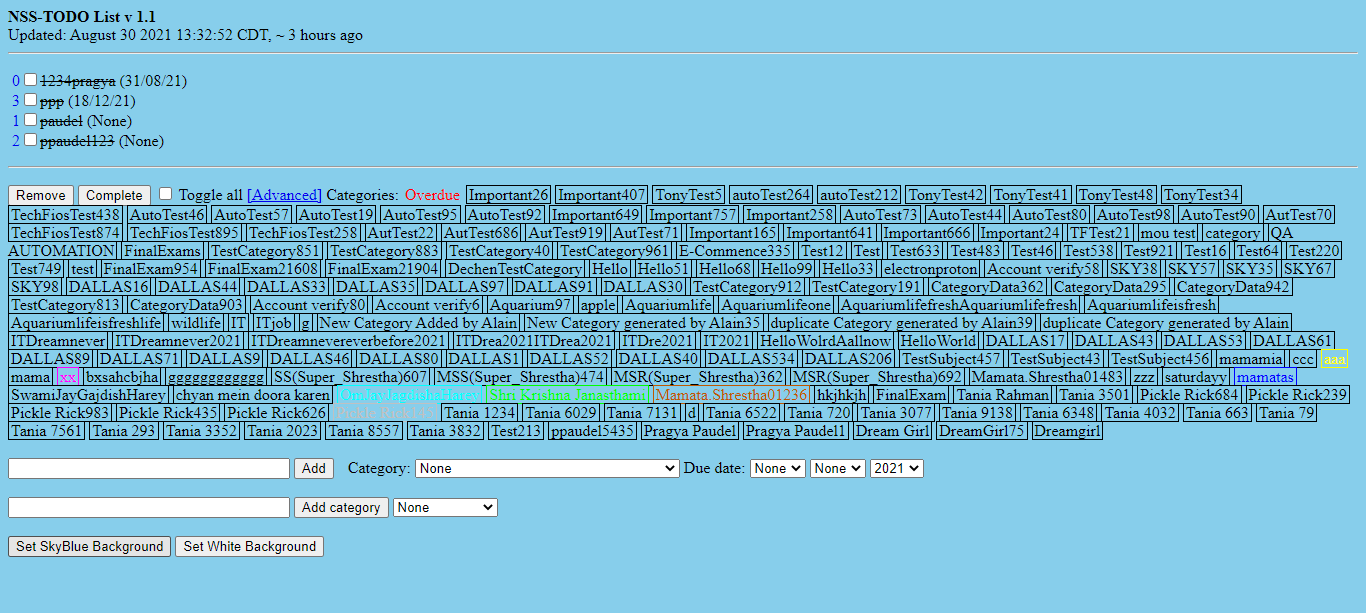 NSS-TODO List v 1.1
Updated: August 30 2021 13:32:52 CDT, ~ 3 hours ago
0 1234pragya (31/08/21)
3 ppp (18/12/21)
1 paudel (None)
2 ppaudel123 (None)
Remove Complete Toggle all [Advanced] Categories: Overdue Important26 Important407 TonyTest5 autoTest264 autoTest212 TonyTest42 TonyTest41 TonyTest48 TonyTest34
TechFiosTest438 AutoTest46 AutoTest57 AutoTest19 AutoTest95 AutoTest92 Important649 Important757 Important258 AutoTest73 AutoTest44 AutoTest80 AutoTest98 AutoTest90 AutTest70
TechFiosTest874 TechFiosTest895 TechFiosTest258 AutTest22 AutTest686 AutTest919 AutTest71 Important165 Important641 Important666 Important24 TFTest21 mou test category QA
AUTOMATION FinalExams TestCategory851 TestCategory883 TestCategory40 TestCategory961 E-Commence335 Test12 Test Test633 Test483 Test46 Test538 Test921 Test16 Test64 Test220
Test749 test FinalExam954 FinalExam21608 FinalExam21904 DechenTestCategory Hello Hello51 Hello68 Hello99 Hello33 electronproton Account verify58 SKY38 SKY57 SKY35 SKY67
SKY98 DALLAS16 DALLAS44 DALLAS33 DALLAS35 DALLAS97 DALLAS91 DALLAS30 TestCategory912 TestCategory191 CategoryData362 CategoryData295 CategoryData942
TestCategory813 CategoryData903 Account verify80 Account verify6 Aquarium97 apple Aquariumlife Aquariumlifeone AquariumlifefreshAquariumlifefresh Aquariumlifeisfresh
Aquariumlifeisfreshlife wildlife IT ITjob g New Category Added by Alain New Category generated by Alain35 duplicate Category generated by Alain39 duplicate Category generated by Alain
ITDreamnever ITDreamnever2021 ITDreamnevereverbefore2021 ITDrea2021ITDrea2021 ITDre2021 IT2021 HelloWolrdAallnow HelloWorld DALLAS17 DALLAS43 DALLAS53 DALLAS61
DALLAS89 DALLAS71 DALLAS9 DALLAS46 DALLAS80 DALLAS1 DALLAS52 DALLAS40 DALLAS534 DALLAS206 TestSubject457 TestSubject43 TestSubject456 mamamia ccc aaa
mama xx bxsahcbjha gggggggggggg SS(Super_Shrestha)607 MSS(Super_Shrestha)474 MSR(Super_Shrestha)362 MSR(Super_Shrestha)692 Mamata.Shrestha01483 zzz saturdayy mamatas
SwamiJayGajdishHarey chyan mein doora karen Shri Krishna Janasthami Mamata.Shrestha01236 hkjhkjh FinalExam Tania Rahman Tania 3501 Pickle Rick684 Pickle Rick239
Pickle Rick983 Pickle Rick435 Pickle Rick626 Tania 1234 Tania 6029 Tania 7131 d Tania 6522 Tania 720 Tania 3077 Tania 9138 Tania 6348 Tania 4032 Tania 663 Tania 79
Tania 7561 Tania 293 Tania 3352 Tania 2023 Tania 8557 Tania 3832 Test213 ppaudel5435 Pragya Paudel Pragya Paudel1 Dream Girl DreamGirl75 Dreamgirl
Add Category: None Due date: None None 2021
Add category None
Set SkyBlue Background Set White Background